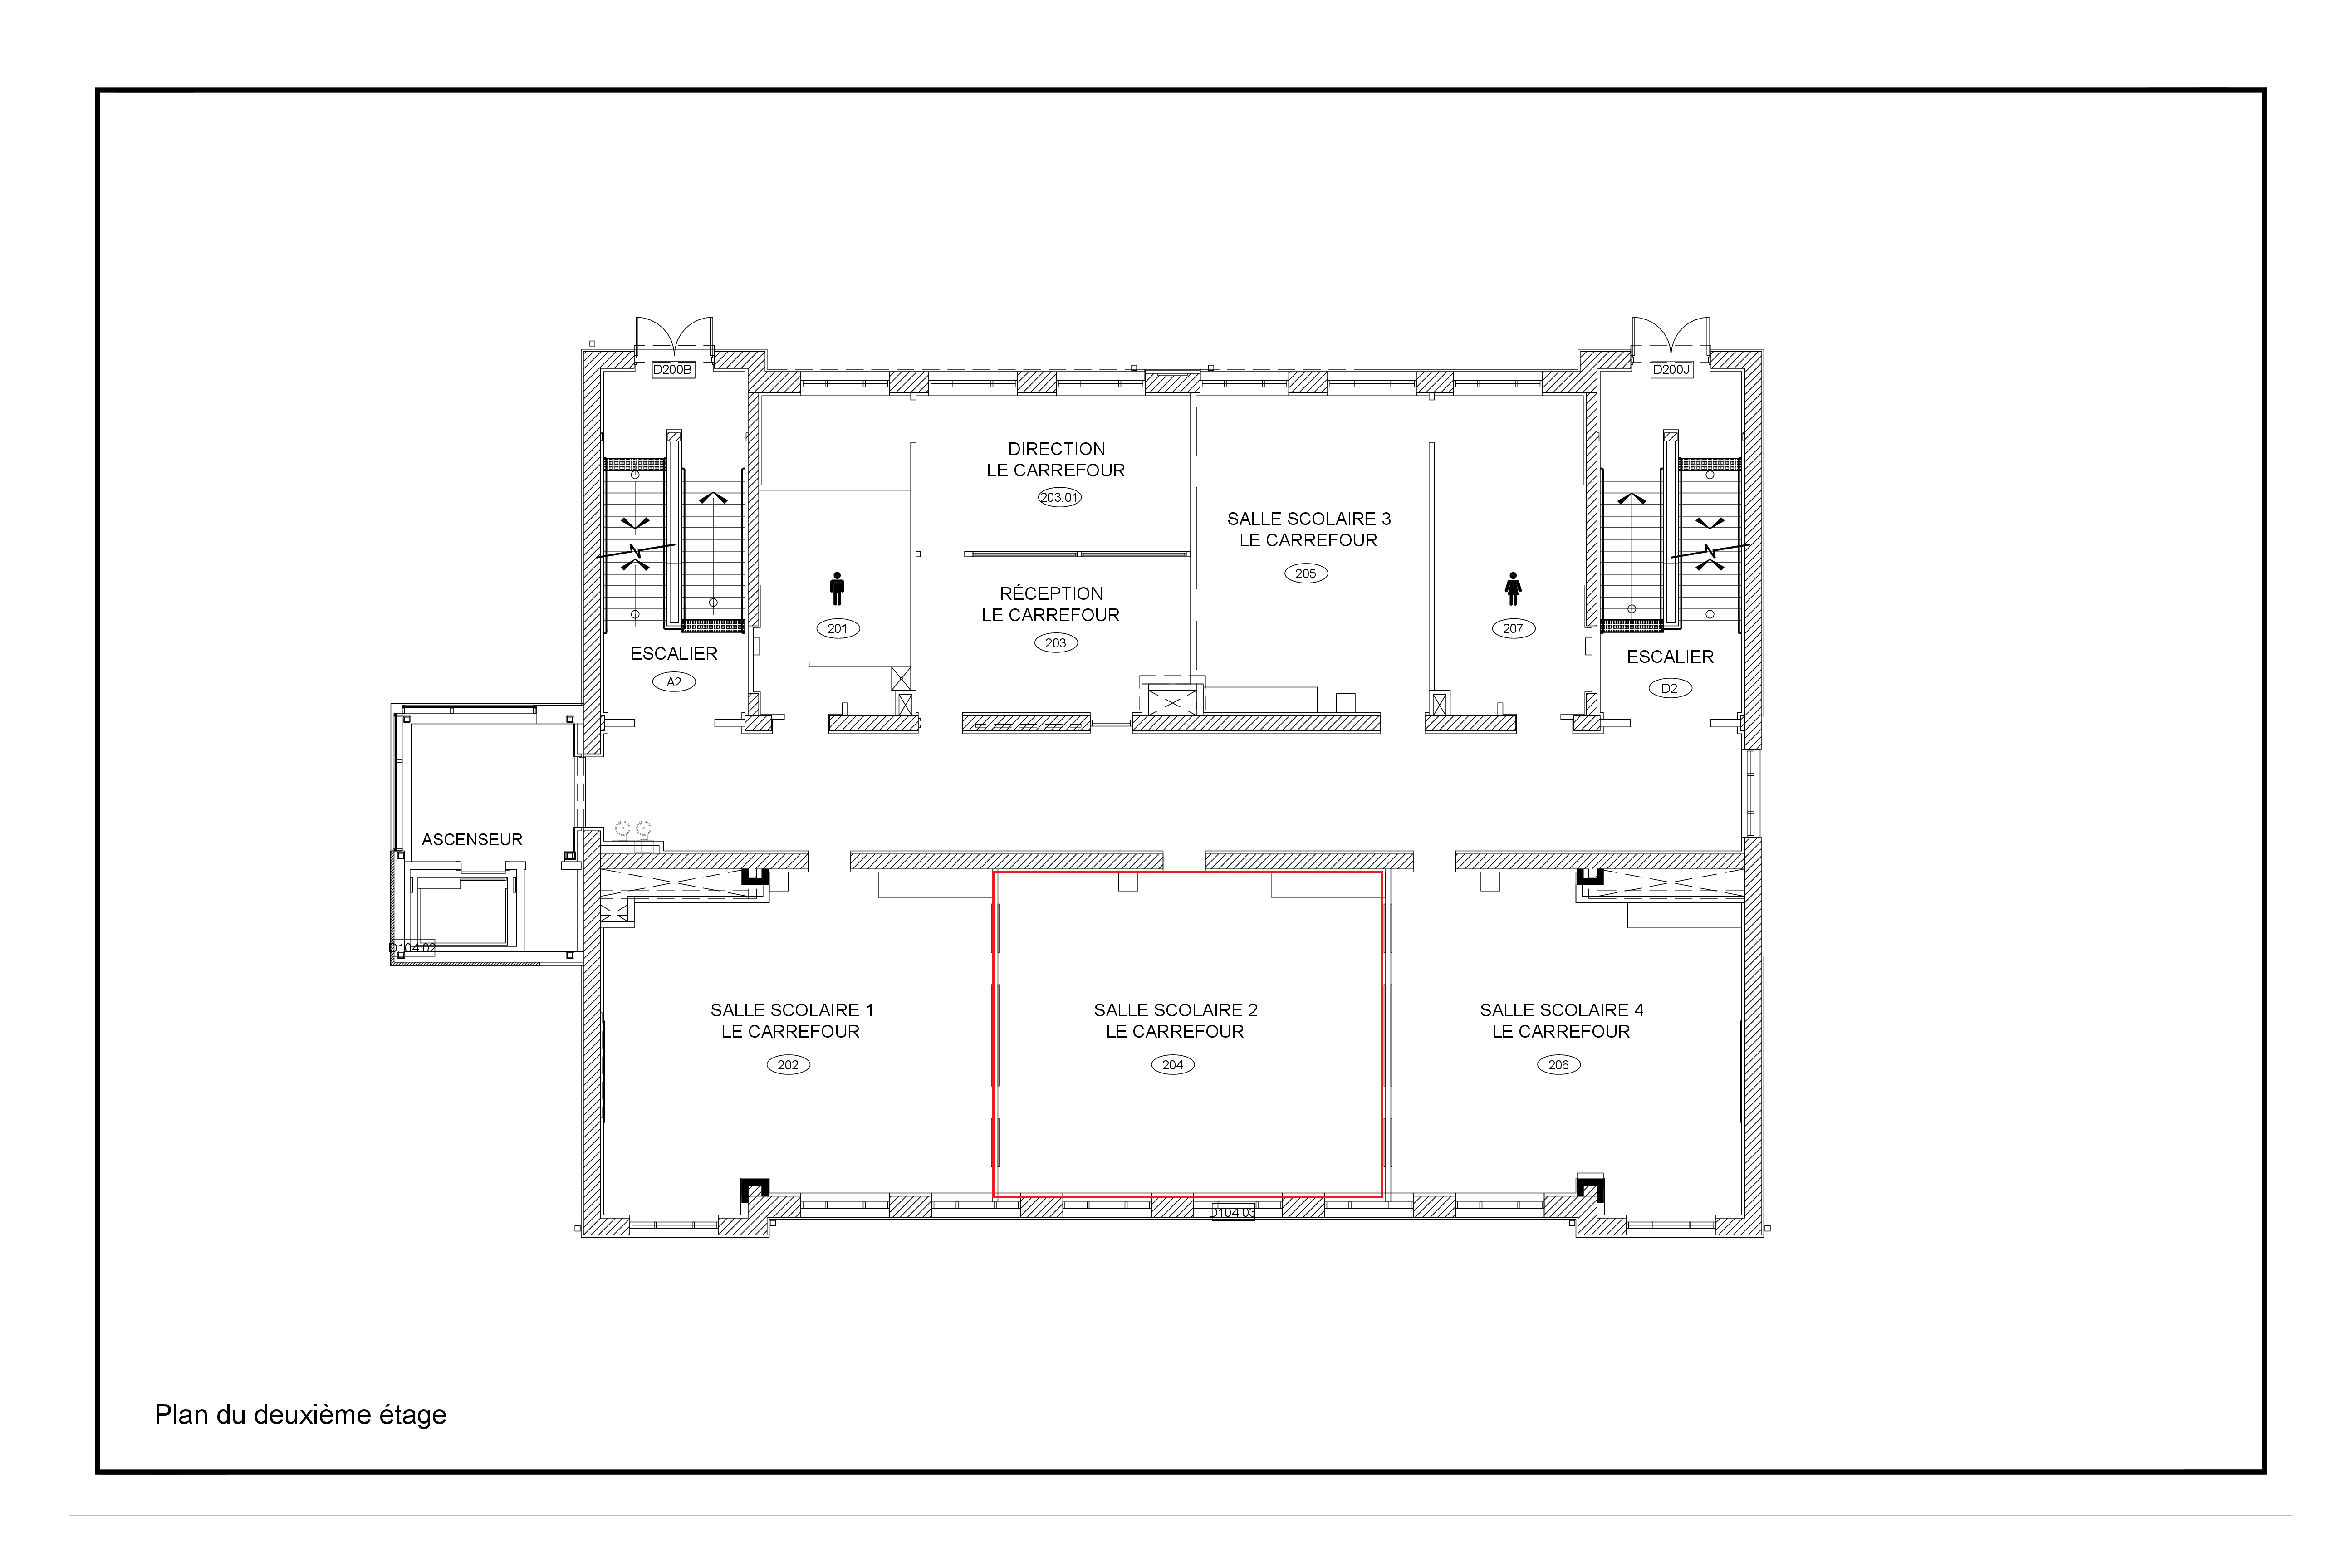 D200B
D200J
DIRECTION
LE CARREFOUR
203.01
SALLE SCOLAIRE 3
LE CARREFOUR
205
RÉCEPTION
LE CARREFOUR
203
201
207
ESCALIER
A2
ESCALIER
D2
ASCENSEUR
D104.02
SALLE SCOLAIRE 1
LE CARREFOUR
202
SALLE SCOLAIRE 2
LE CARREFOUR
204
SALLE SCOLAIRE 4
LE CARREFOUR
206
D104.03
Plan du deuxième étage